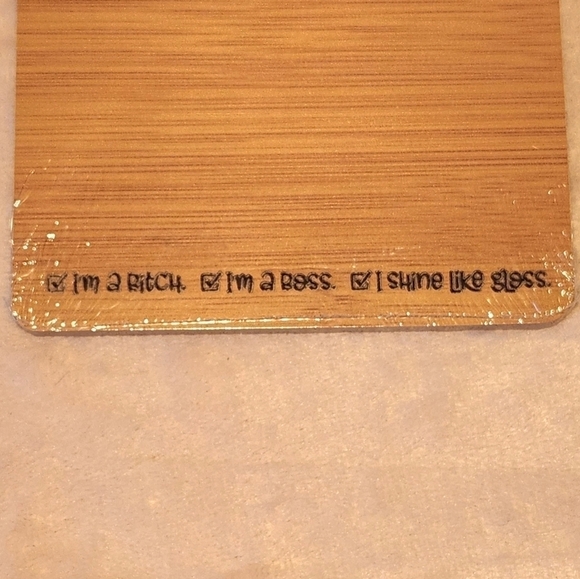 ☑ I'm a Bitch. ☑ I'm a Boss. ☑ I shine like gloss.